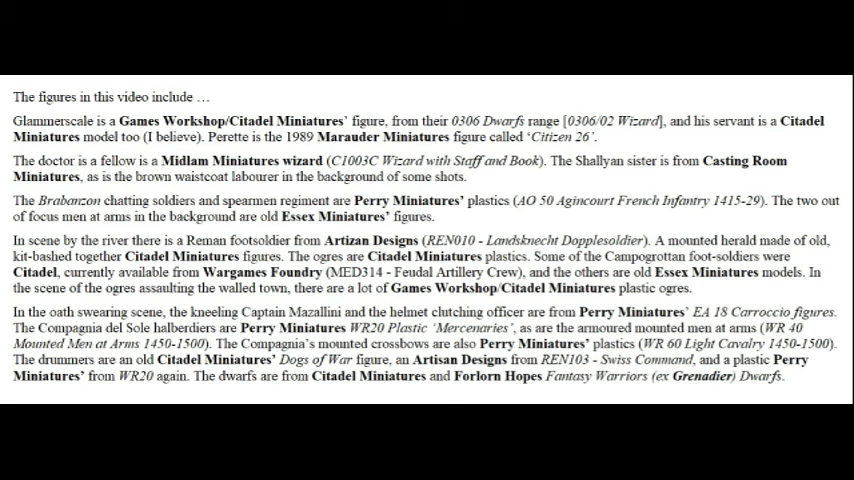 The figures in this video include …
Glammerscale is a Games Workshop/Citadel Miniatures' figure, from their 0306 Dwarfs range [0306/02 Wizard], and his servant is a Citadel
Miniatures model too (I believe). Perette is the 1989 Marauder Miniatures figure called ‘Citizen 26’.
The doctor is a fellow is a Midlam Miniatures wizard (C1003C Wizard with Staff and Book). The Shallyan sister is from Casting Room
Miniatures, as is the brown waistcoat labourer in the background of some shots.
The Brabanzon chatting soldiers and spearmen regiment are Perry Miniatures’ plastics (AO 50 Agincourt French Infantry 1415-29). The two out
of focus men at arms in the background are old Essex Miniatures’ figures.
In scene by the river there is a Reman footsoldier from Artizan Designs (REN010 - Landsknecht Dopplesoldier). A mounted herald made of old,
kit-bashed together Citadel Miniatures figures. The ogres are Citadel Miniatures plastics. Some of the Campogrottan foot-soldiers were
Citadel, currently available from Wargames Foundry (MED314 - Feudal Artillery Crew), and the others are old Essex Miniatures models. In
the scene of the ogres assaulting the walled town, there are a lot of Games Workshop/Citadel Miniatures plastic ogres.
In the oath swearing scene, the kneeling Captain Mazallini and the helmet clutching officer are from Perry Miniatures’ EA 18 Carroccio figures.
The Compagnia del Sole halberdiers are Perry Miniatures WR20 Plastic ‘Mercenaries’, as are the armoured mounted men at arms (WR 40
Mounted Men at Arms 1450-1500). The Compagnia’s mounted crossbows are also Perry Miniatures’ plastics (WR 60 Light Cavalry 1450-1500).
The drummers are an old Citadel Miniatures’ Dogs of War figure, an Artisan Designs from REN103 - Swiss Command, and a plastic Perry
Miniatures’ from WR20 again. The dwarfs are from Citadel Miniatures and Forlorn Hopes Fantasy Warriors (ex Grenadier) Dwarfs.